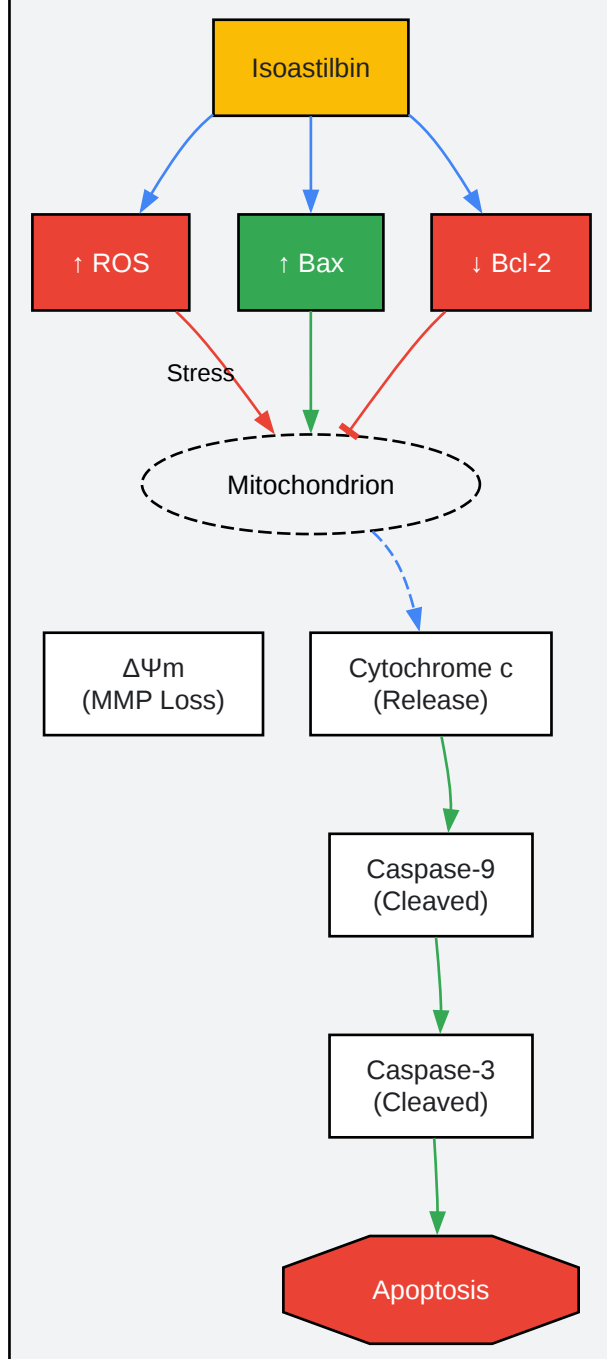 Isoastilbin
↑ ROS
↑ Bax
↓ Bcl-2
Stress
Mitochondrion
ΔΨm
(MMP Loss)
Cytochrome c
(Release)
Caspase-9
(Cleaved)
Caspase-3
(Cleaved)
Apoptosis